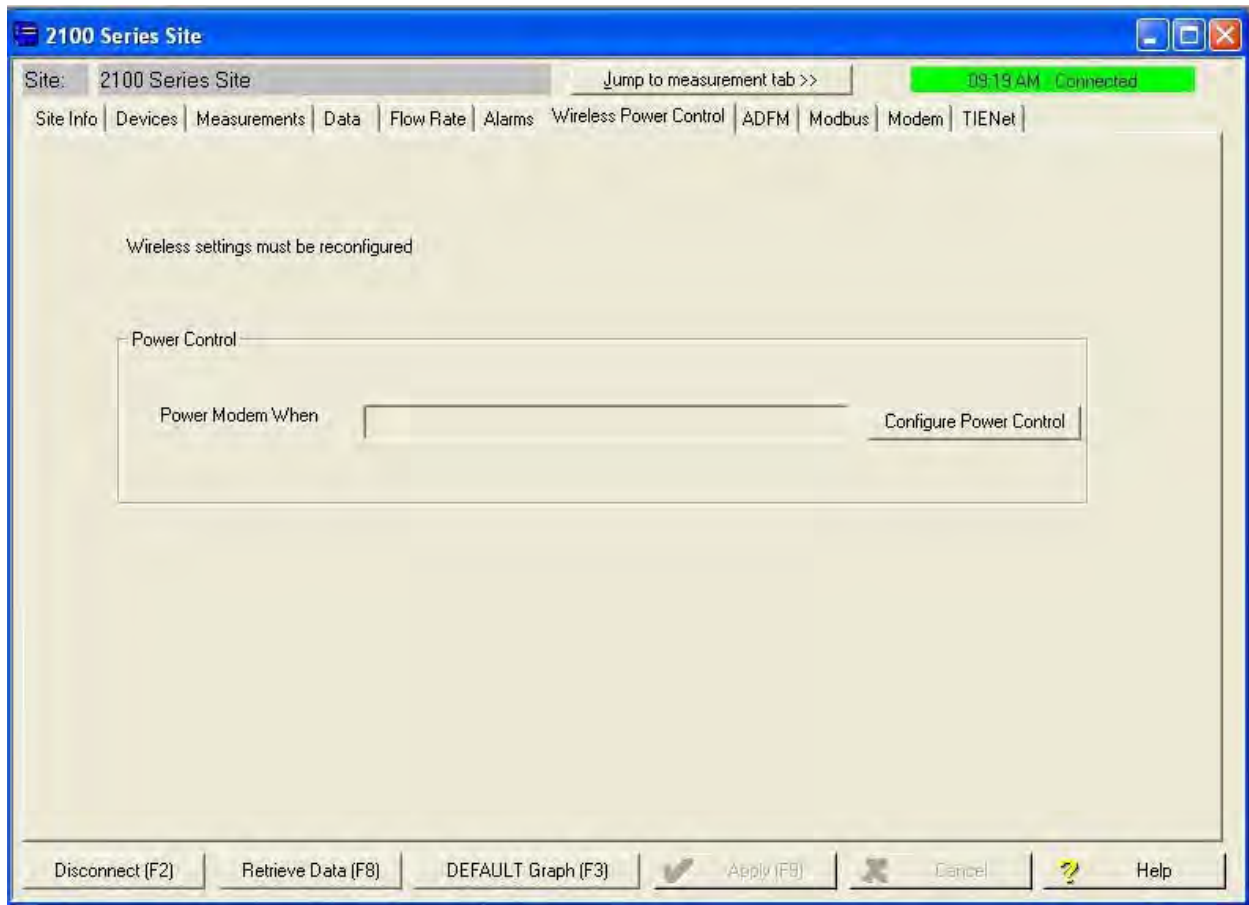 2100 Series Site
Site: 2100 Series Site Jump to measurement tab >> 09:19 AM Connected
Site Info Devices Measurements Data Flow Rate Alarms Wireless Power Control ADFM Modbus Modem TIENet
Wireless settings must be reconfigured
Power Control
Power Modem When Configure Power Control
Disconnect (F2) Retrieve Data (F8) DEFAULT Graph (F3) Apply (F9) Cancel Help